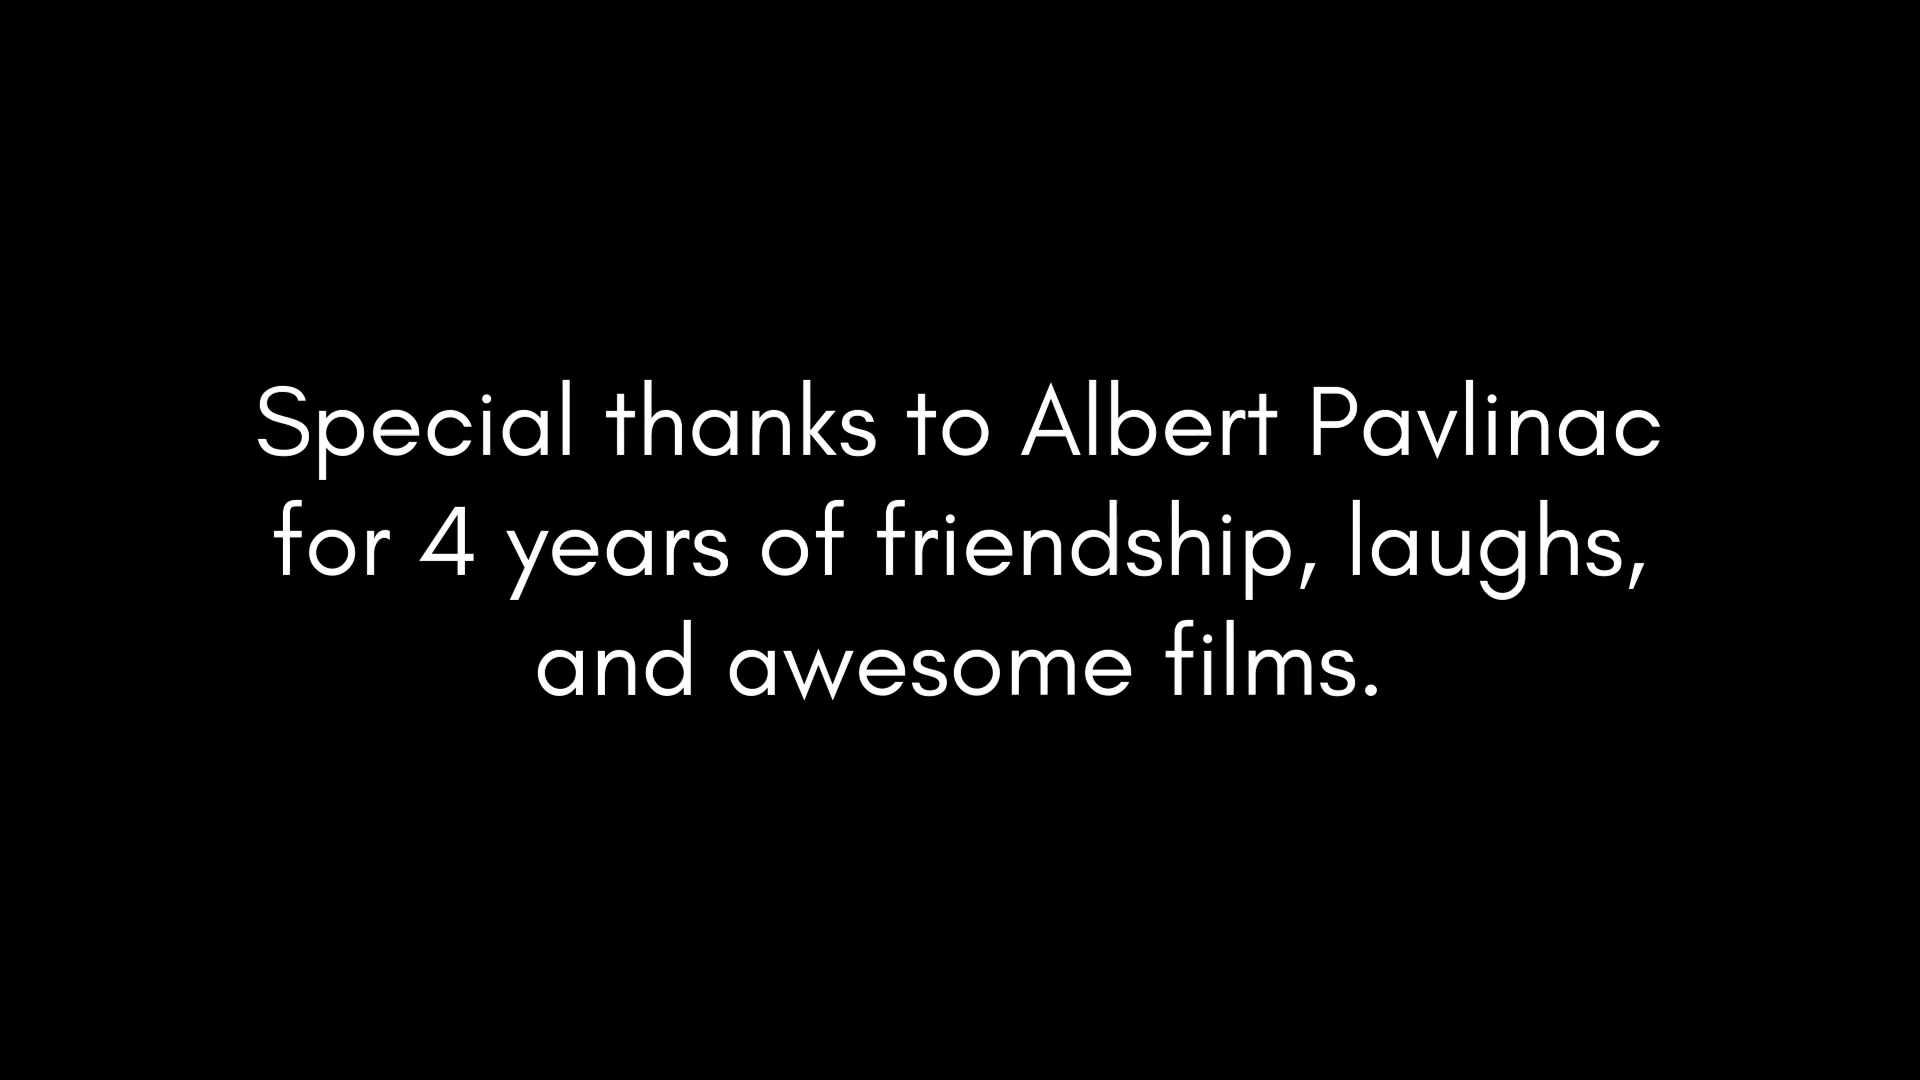 Special thanks to Albert Pavlinac
for 4 years of friendship, laughs,
and awesome films.